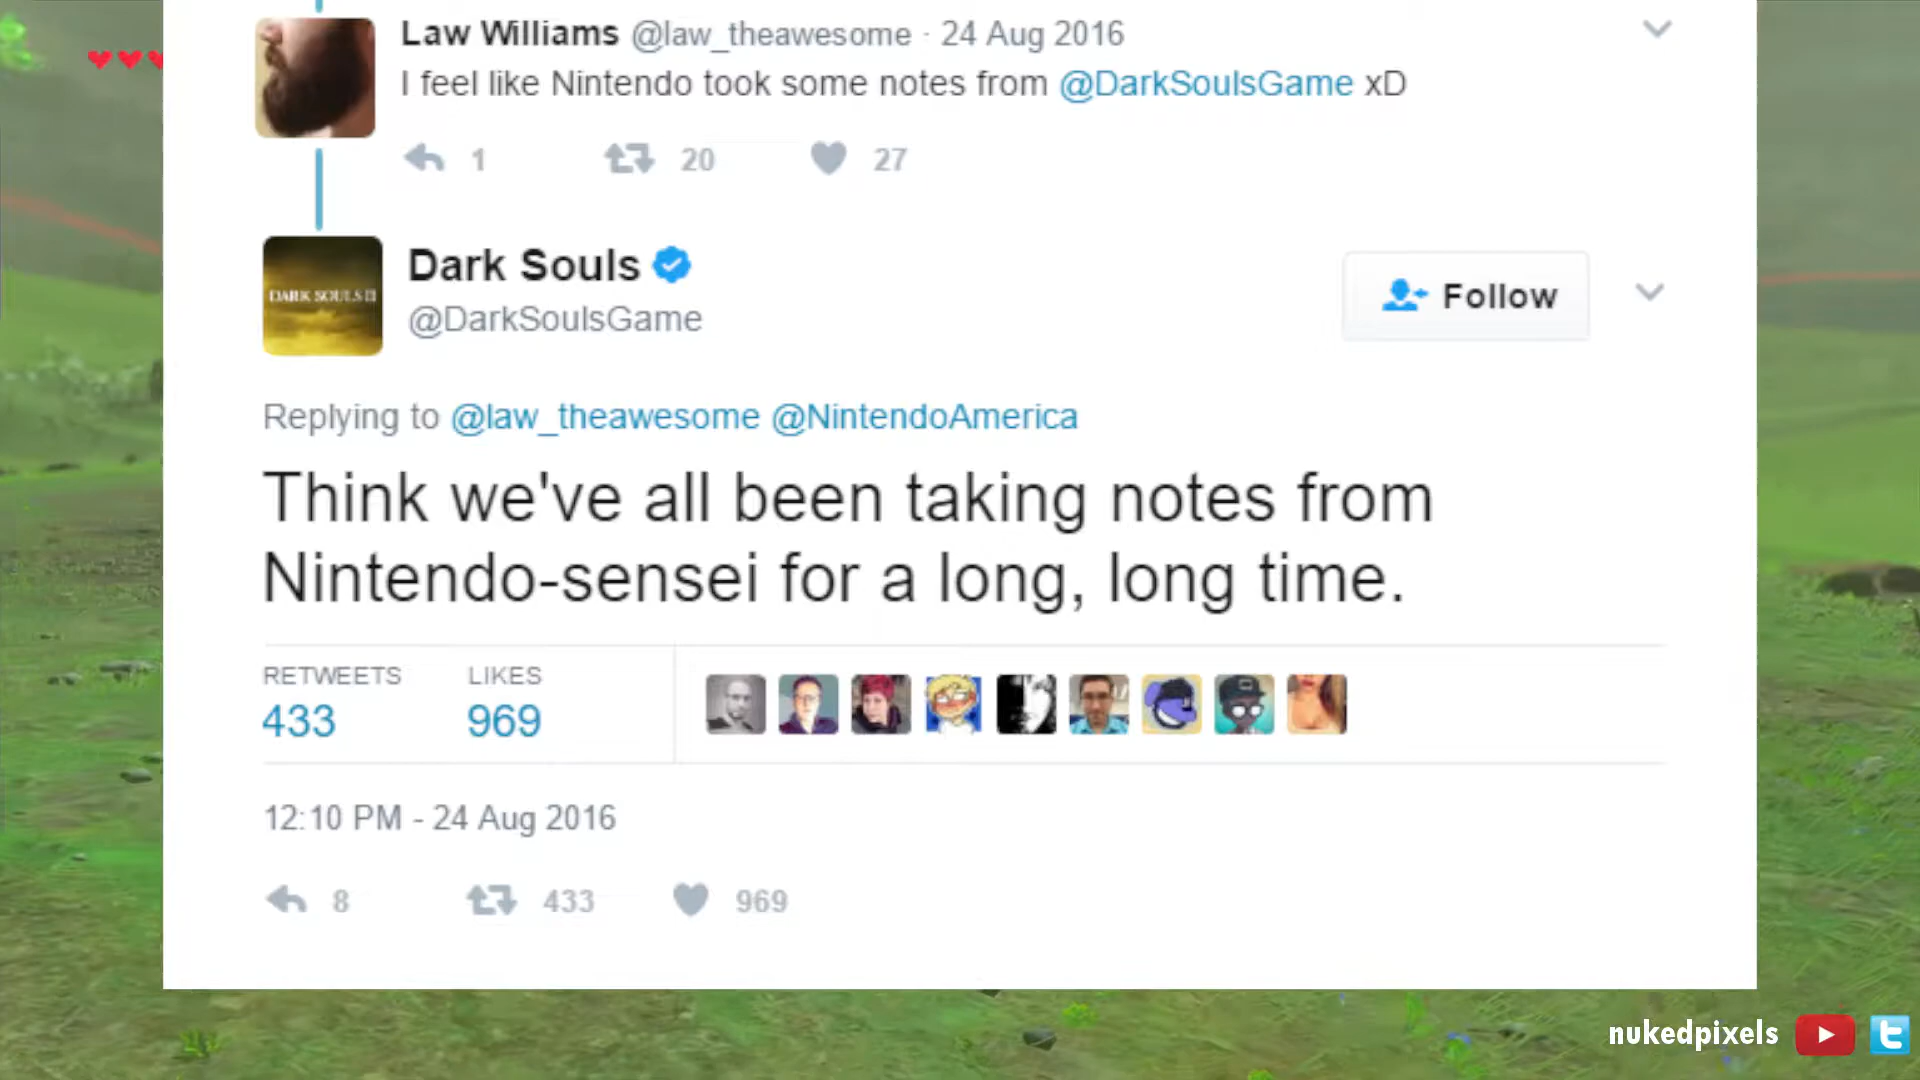 Law Williams @law_theawesome · 24 Aug 2016
I feel like Nintendo took some notes from @DarkSoulsGame xD
1 20 27
Dark Souls
@DarkSoulsGame
DARK SOULS III
Follow
Replying to @law_theawesome @NintendoAmerica
Think we've all been taking notes from
Nintendo-sensei for a long, long time.
RETWEETS LIKES
433 969
12:10 PM - 24 Aug 2016
8 433 969
nukedpixels